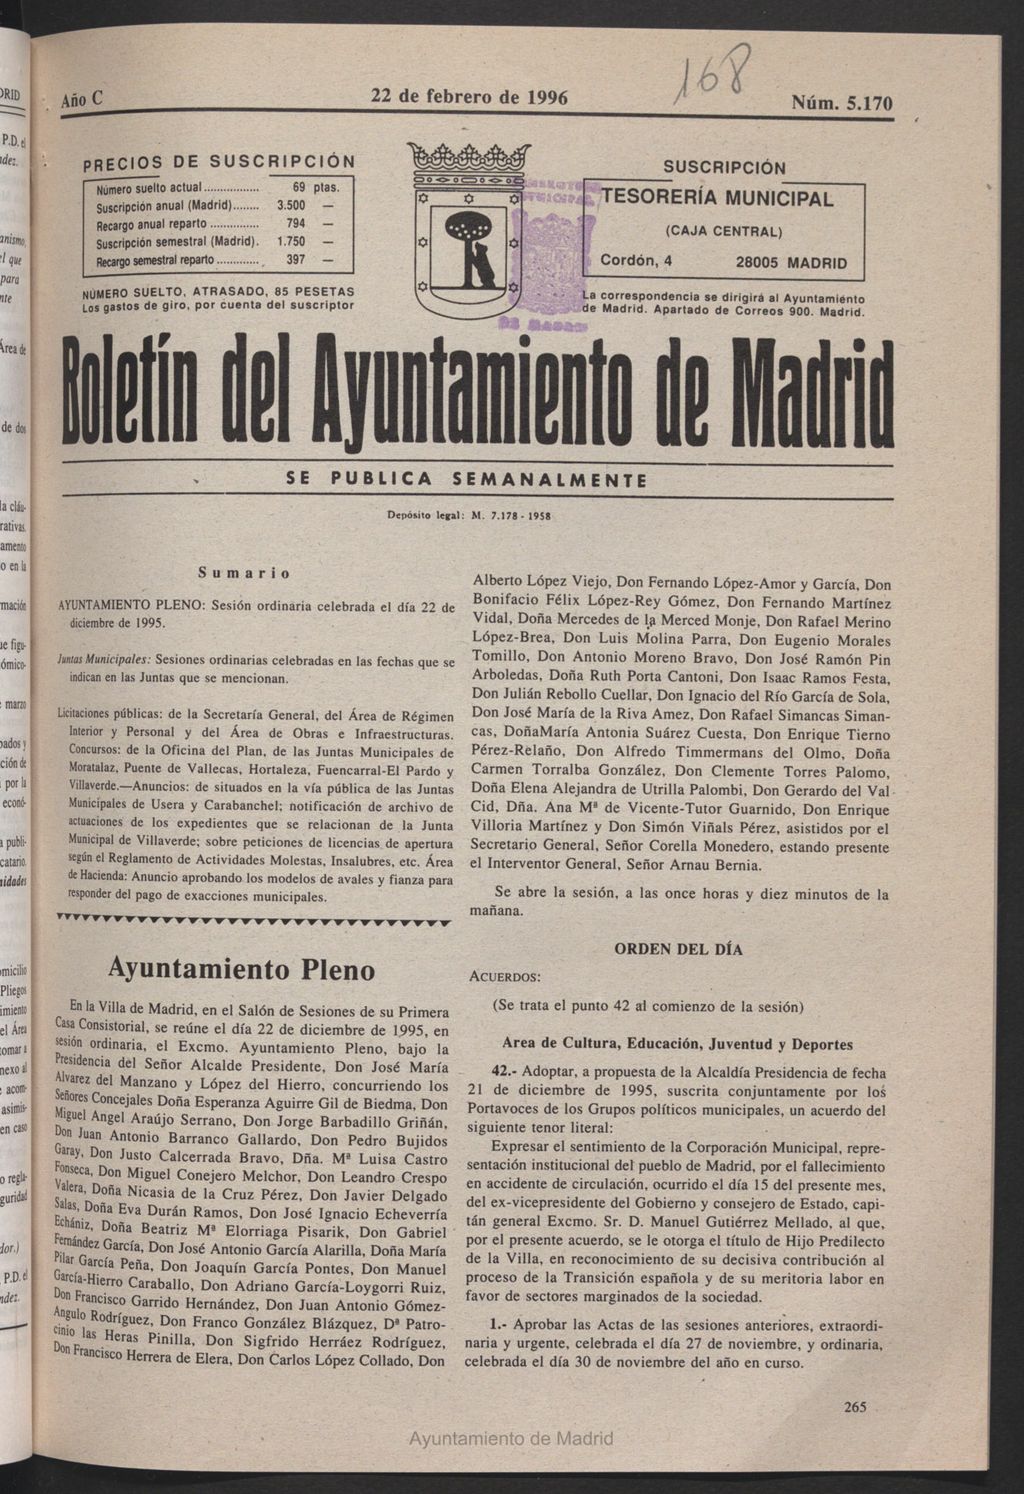 168
Año C
22 de febrero de 1996
Núm. 5.170
PRECIOS DE SUSCRIPCIÓN
Número suelto actual ................ 69 ptas.
Suscripción anual (Madrid)........ 3.500 —
Recargo anual reparto .............. 794 —
Suscripción semestral (Madrid). 1.750 —
Recargo semestral reparto ............ 397 —
NÚMERO SUELTO, ATRASADO, 85 PESETAS
Los gastos de giro, por cuenta del suscriptor
SUSCRIPCIÓN
TESORERÍA MUNICIPAL
(CAJA CENTRAL)
Cordón, 4 28005 MADRID
La correspondencia se dirigirá al Ayuntamiento
de Madrid. Apartado de Correos 900. Madrid.
DE MADRID
Boletín del Ayuntamiento de Madrid
SE PUBLICA SEMANALMENTE
Depósito legal: M. 7.178 - 1958
Sumario
AYUNTAMIENTO PLENO: Sesión ordinaria celebrada el día 22 de
diciembre de 1995.
Juntas Municipales: Sesiones ordinarias celebradas en las fechas que se
indican en las Juntas que se mencionan.
Licitaciones públicas: de la Secretaría General, del Área de Régimen
Interior y Personal y del Área de Obras e Infraestructuras.
Concursos: de la Oficina del Plan, de las Juntas Municipales de
Moratalaz, Puente de Vallecas, Hortaleza, Fuencarral-El Pardo y
Villaverde.—Anuncios: de situados en la vía pública de las Juntas
Municipales de Usera y Carabanchel; notificación de archivo de
actuaciones de los expedientes que se relacionan de la Junta
Municipal de Villaverde; sobre peticiones de licencias de apertura
según el Reglamento de Actividades Molestas, Insalubres, etc. Área
de Hacienda: Anuncio aprobando los modelos de avales y fianza para
responder del pago de exacciones municipales.
Ayuntamiento Pleno
En la Villa de Madrid, en el Salón de Sesiones de su Primera
Casa Consistorial, se reúne el día 22 de diciembre de 1995, en
sesión ordinaria, el Excmo. Ayuntamiento Pleno, bajo la
Presidencia del Señor Alcalde Presidente, Don José María
Alvarez del Manzano y López del Hierro, concurriendo los
Señores Concejales Doña Esperanza Aguirre Gil de Biedma, Don
Miguel Angel Araújo Serrano, Don Jorge Barbadillo Griñán,
Don Juan Antonio Barranco Gallardo, Don Pedro Bujidos
Garay, Don Justo Calcerrada Bravo, Dña. Mª Luisa Castro
Fonseca, Don Miguel Conejero Melchor, Don Leandro Crespo
Valera, Doña Nicasia de la Cruz Pérez, Don Javier Delgado
Salas, Doña Eva Durán Ramos, Don José Ignacio Echeverría
Echániz, Doña Beatriz Mª Elorriaga Pisarik, Don Gabriel
Fernández García, Don José Antonio García Alarilla, Doña María
Pilar García Peña, Don Joaquín García Pontes, Don Manuel
García-Hierro Caraballo, Don Adriano García-Loygorri Ruiz,
Don Francisco Garrido Hernández, Don Juan Antonio Gómez-
Angulo Rodríguez, Don Franco González Blázquez, Dª Patro-
cinio las Heras Pinilla, Don Sigfrido Herráez Rodríguez,
Don Francisco Herrera de Elera, Don Carlos López Collado, Don
Alberto López Viejo, Don Fernando López-Amor y García, Don
Bonifacio Félix López-Rey Gómez, Don Fernando Martínez
Vidal, Doña Mercedes de la Merced Monje, Don Rafael Merino
López-Brea, Don Luis Molina Parra, Don Eugenio Morales
Tomillo, Don Antonio Moreno Bravo, Don José Ramón Pin
Arboledas, Doña Ruth Porta Cantoni, Don Isaac Ramos Festa,
Don Julián Rebollo Cuellar, Don Ignacio del Río García de Sola,
Don José María de la Riva Amez, Don Rafael Simancas Siman-
cas, DoñaMaría Antonia Suárez Cuesta, Don Enrique Tierno
Pérez-Relaño, Don Alfredo Timmermans del Olmo, Doña
Carmen Torralba González, Don Clemente Torres Palomo,
Doña Elena Alejandra de Utrilla Palombi, Don Gerardo del Val
Cid, Dña. Ana Mª de Vicente-Tutor Guarnido, Don Enrique
Villoria Martínez y Don Simón Viñals Pérez, asistidos por el
Secretario General, Señor Corella Monedero, estando presente
el Interventor General, Señor Arnau Bernia.
Se abre la sesión, a las once horas y diez minutos de la
mañana.
ORDEN DEL DÍA
ACUERDOS:
(Se trata el punto 42 al comienzo de la sesión)
Area de Cultura, Educación, Juventud y Deportes
42.- Adoptar, a propuesta de la Alcaldía Presidencia de fecha
21 de diciembre de 1995, suscrita conjuntamente por los
Portavoces de los Grupos políticos municipales, un acuerdo del
siguiente tenor literal:
Expresar el sentimiento de la Corporación Municipal, repre-
sentación institucional del pueblo de Madrid, por el fallecimiento
en accidente de circulación, ocurrido el día 15 del presente mes,
del ex-vicepresidente del Gobierno y consejero de Estado, capi-
tán general Excmo. Sr. D. Manuel Gutiérrez Mellado, al que,
por el presente acuerdo, se le otorga el título de Hijo Predilecto
de la Villa, en reconocimiento de su decisiva contribución al
proceso de la Transición española y de su meritoria labor en
favor de sectores marginados de la sociedad.
1.- Aprobar las Actas de las sesiones anteriores, extraordi-
naria y urgente, celebrada el día 27 de noviembre, y ordinaria,
celebrada el día 30 de noviembre del año en curso.
265
Ayuntamiento de Madrid